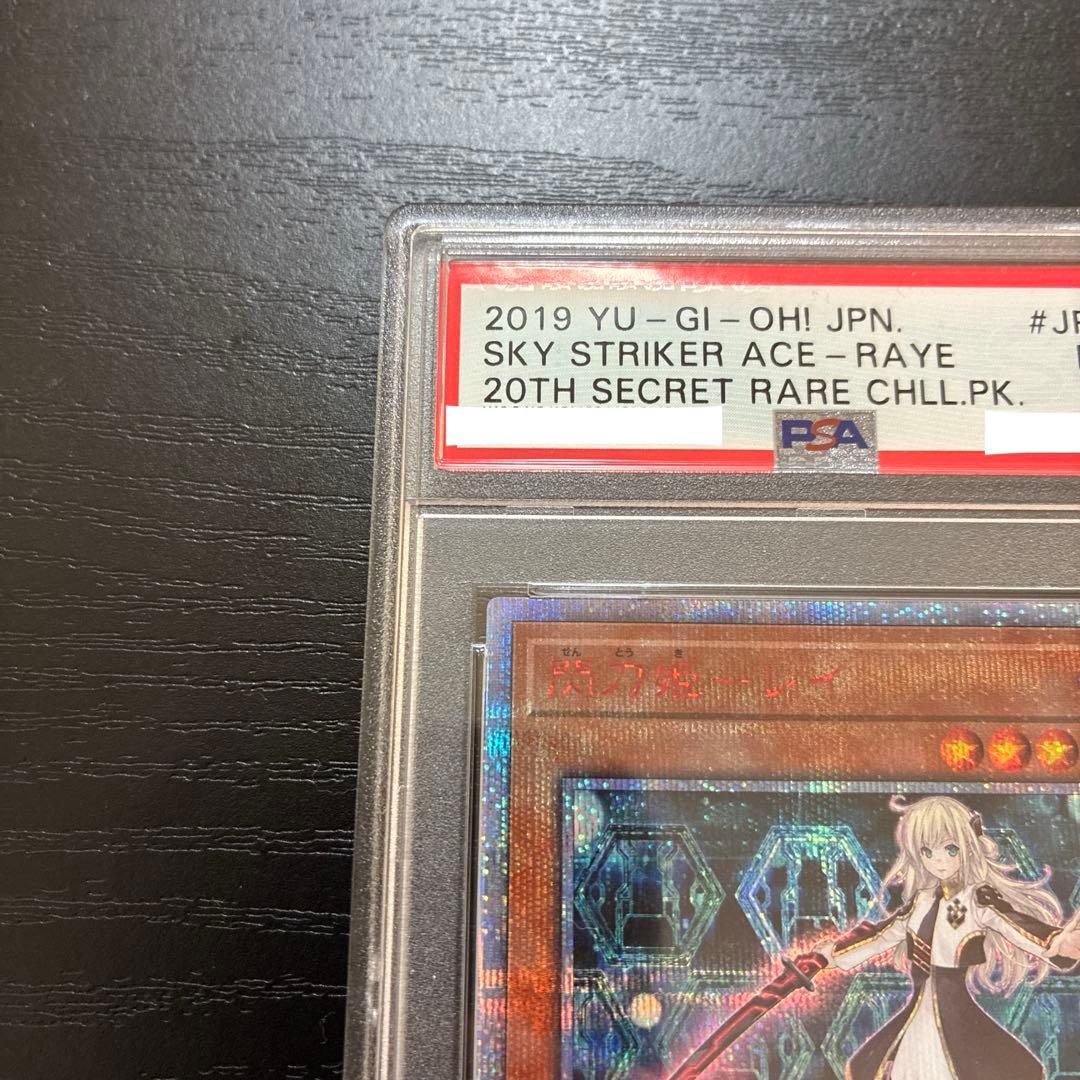 2019 YU-GI-OH! JPN. #JP
SKY STRIKER ACE-RAYE
20TH SECRET RARE CHLL.PK.
PSA
せん とう き
閃刀姫－レイ